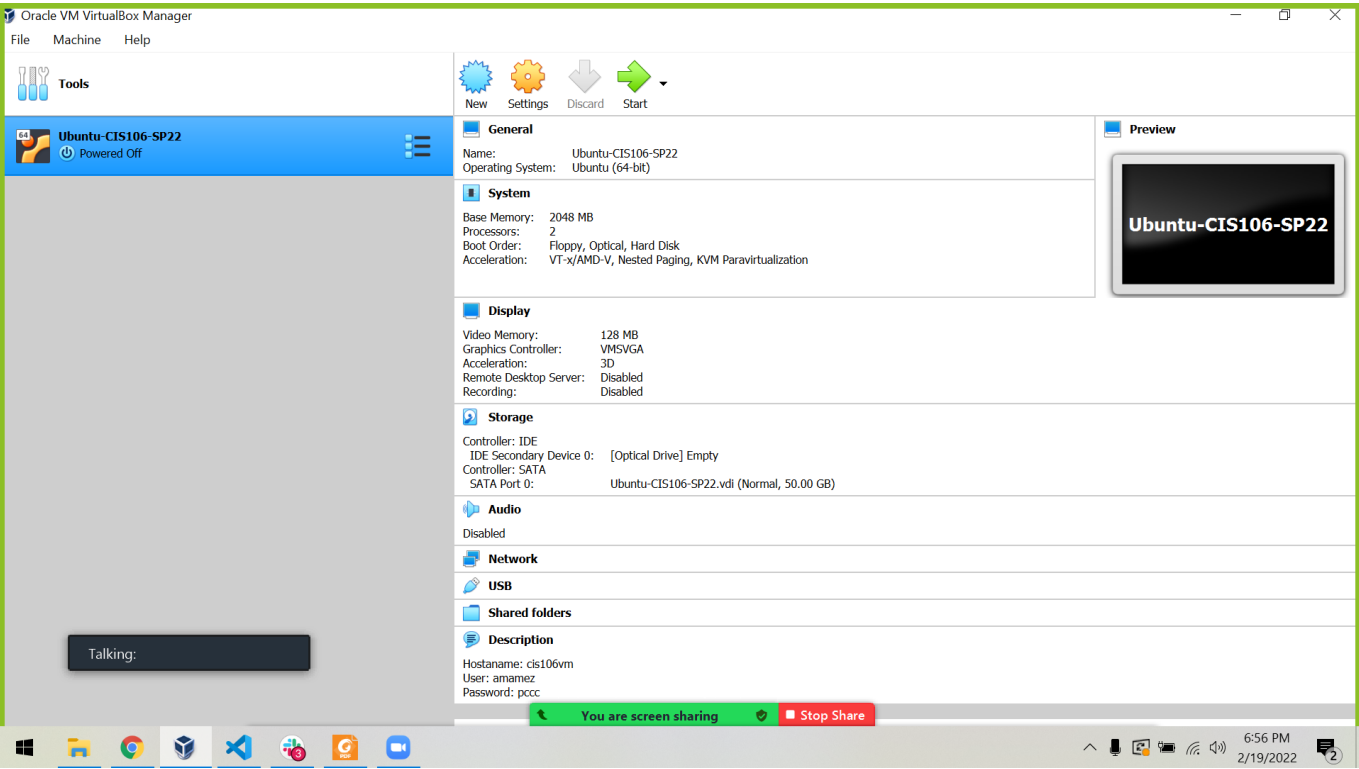 Oracle VM VirtualBox Manager
File Machine Help
Tools
New Settings Discard Start
64
Ubuntu-CIS106-SP22
Powered Off
General
Name: Ubuntu-CIS106-SP22
Operating System: Ubuntu (64-bit)
Preview
Ubuntu-CIS106-SP22
System
Base Memory: 2048 MB
Processors: 2
Boot Order: Floppy, Optical, Hard Disk
Acceleration: VT-x/AMD-V, Nested Paging, KVM Paravirtualization
Display
Video Memory: 128 MB
Graphics Controller: VMSVGA
Acceleration: 3D
Remote Desktop Server: Disabled
Recording: Disabled
Storage
Controller: IDE
IDE Secondary Device 0: [Optical Drive] Empty
Controller: SATA
SATA Port 0: Ubuntu-CIS106-SP22.vdi (Normal, 50.00 GB)
Audio
Disabled
Network
USB
Shared folders
Description
Hostaname: cis106vm
User: amamez
Password: pccc
Talking:
You are screen sharing Stop Share
3
PDF
6:56 PM
2/19/2022
2